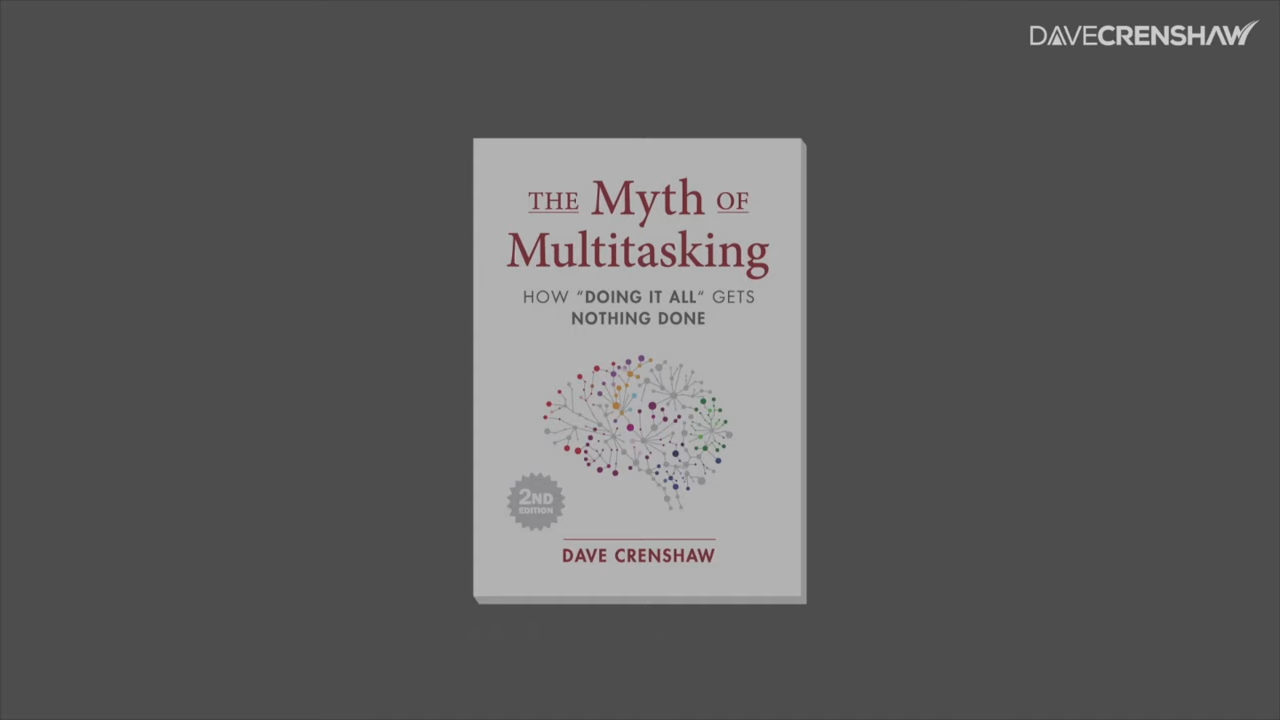 DAVECRENSHAW
THE Myth OF
Multitasking
HOW “DOING IT ALL“ GETS
NOTHING DONE
2ND
EDITION
DAVE CRENSHAW